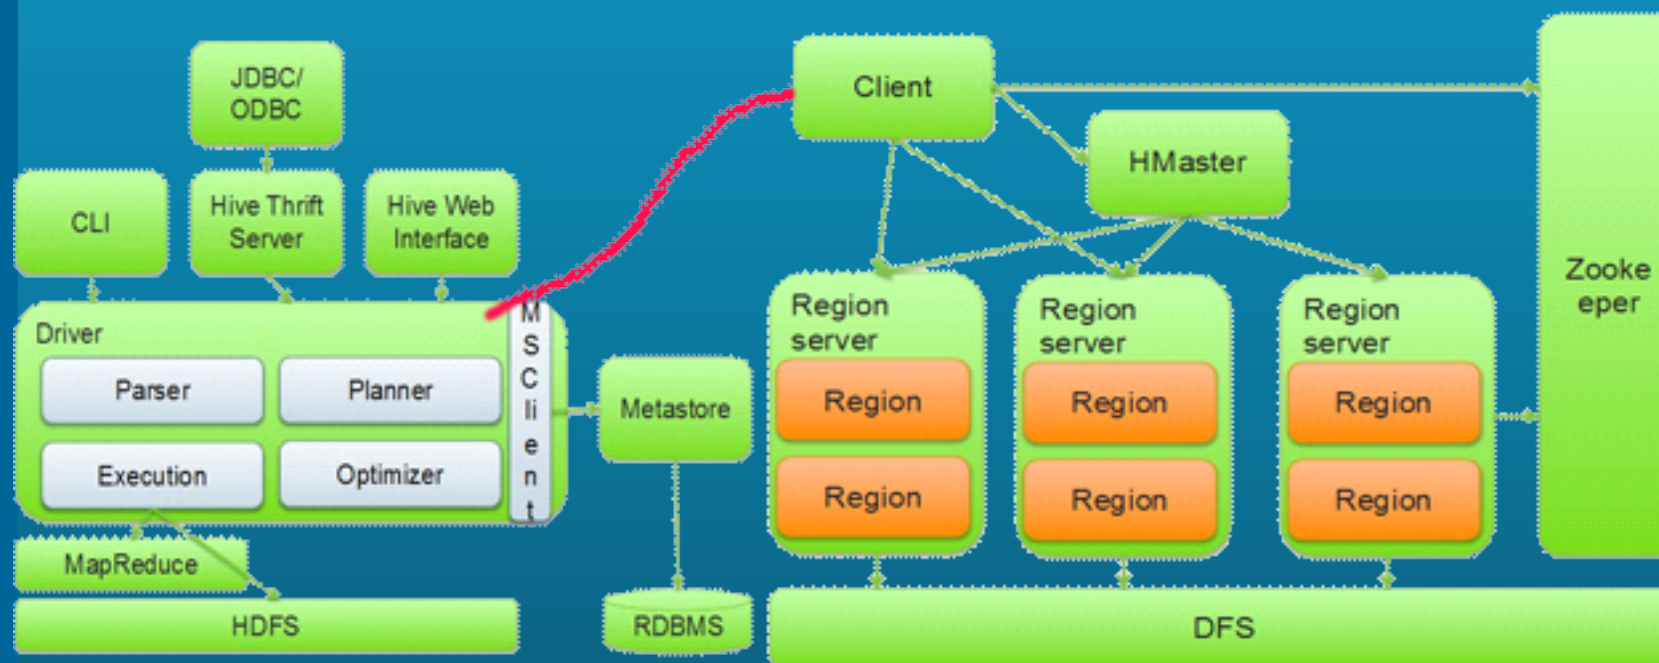 JDBC/
ODBC
CLI
Hive Thrift
Server
Hive Web
Interface
Driver
Parser
Planner
Execution
Optimizer
M
S
C
li
e
n
t
Metastore
MapReduce
HDFS
RDBMS
Client
HMaster
Region
server
Region
Region
Region
server
Region
Region
Region
server
Region
Region
Zooke
eper
DFS